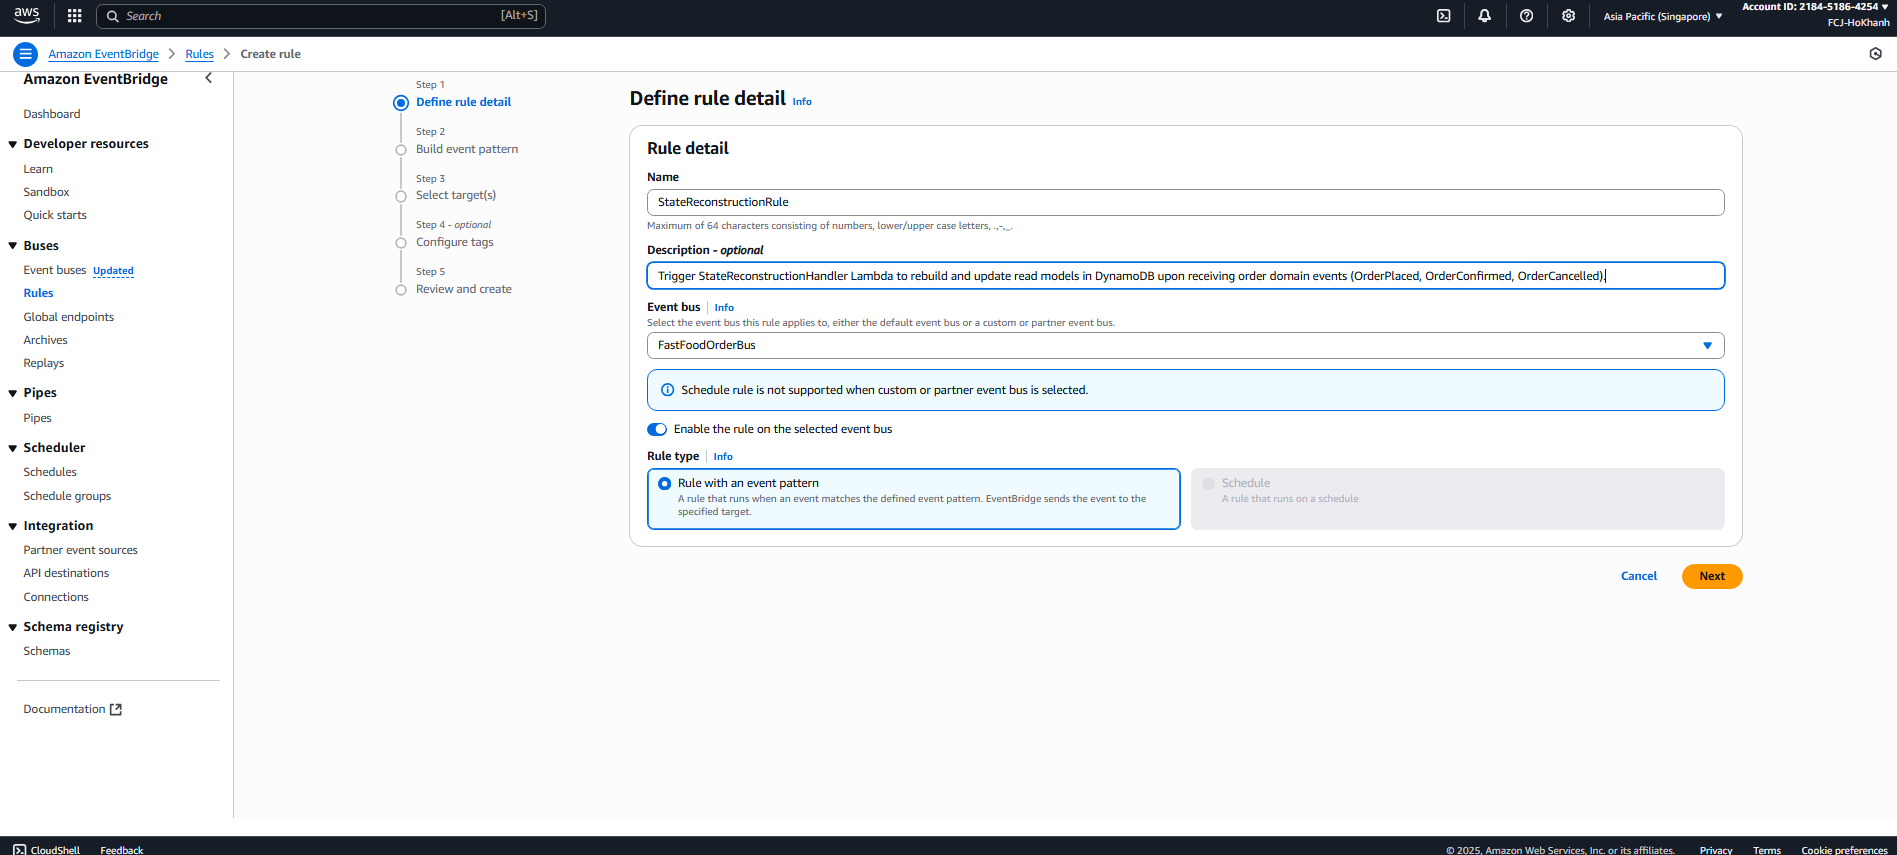 aws
Search
[Alt+S]
Asia Pacific (Singapore)
Account ID: 2184-5186-4254
FCJ-HoKhanh
Amazon EventBridge
Rules
Create rule
Amazon EventBridge
Dashboard
Developer resources
Learn
Sandbox
Quick starts
Buses
Event buses Updated
Rules
Global endpoints
Archives
Replays
Pipes
Pipes
Scheduler
Schedules
Schedule groups
Integration
Partner event sources
API destinations
Connections
Schema registry
Schemas
Documentation
Step 1
Define rule detail
Step 2
Build event pattern
Step 3
Select target(s)
Step 4 - optional
Configure tags
Step 5
Review and create
Define rule detail Info
Rule detail
Name
StateReconstructionRule
Maximum of 64 characters consisting of numbers, lower/upper case letters, .,-,_.
Description - optional
Trigger StateReconstructionHandler Lambda to rebuild and update read models in DynamoDB upon receiving order domain events (OrderPlaced, OrderConfirmed, OrderCancelled).
Event bus Info
Select the event bus this rule applies to, either the default event bus or a custom or partner event bus.
FastFoodOrderBus
Schedule rule is not supported when custom or partner event bus is selected.
Enable the rule on the selected event bus
Rule type Info
Rule with an event pattern
A rule that runs when an event matches the defined event pattern. EventBridge sends the event to the
specified target.
Schedule
A rule that runs on a schedule
Cancel
Next
CloudShell
Feedback
© 2025, Amazon Web Services, Inc. or its affiliates.
Privacy
Terms
Cookie preferences